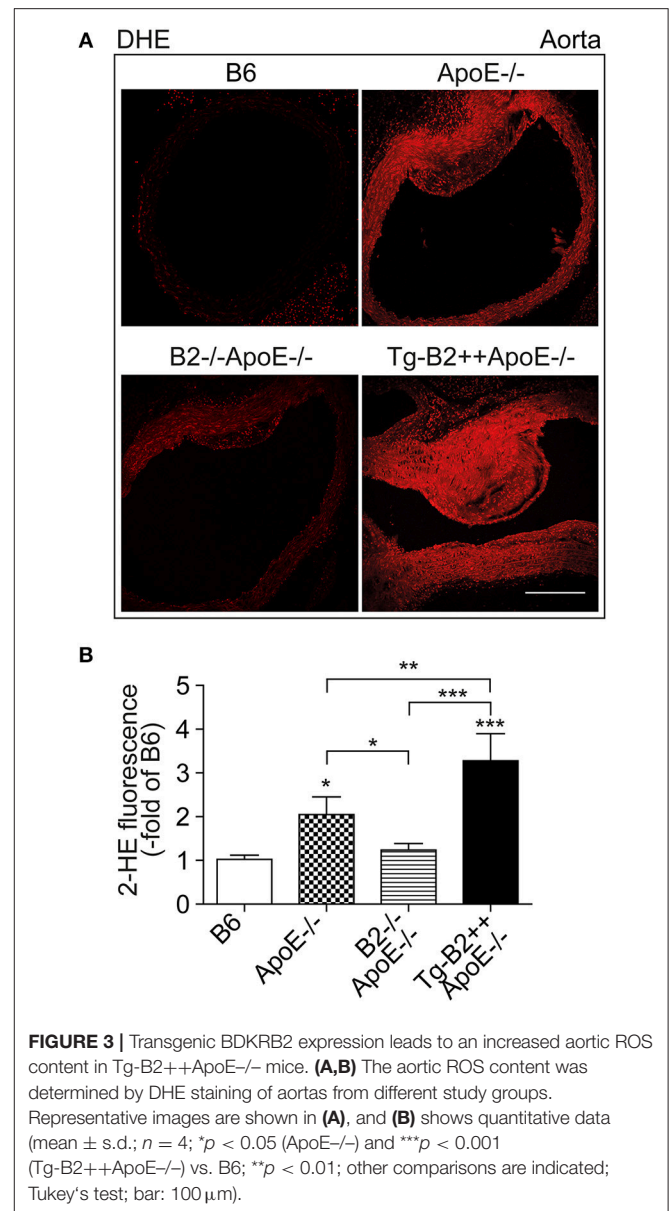 A DHE Aorta
B6 ApoE-/-
B2-/-ApoE-/- Tg-B2++ApoE-/-
B
2-HE fluorescence
(-fold of B6)
5
4
3
2
1
0
**
***
***
*
*
B6
ApoE-/-
B2-/-
ApoE-/-
Tg-B2++
ApoE-/-
FIGURE 3 | Transgenic BDKRB2 expression leads to an increased aortic ROS
content in Tg-B2++ApoE−/− mice. (A,B) The aortic ROS content was
determined by DHE staining of aortas from different study groups.
Representative images are shown in (A), and (B) shows quantitative data
(mean ± s.d.; n = 4; *p < 0.05 (ApoE−/−) and ***p < 0.001
(Tg-B2++ApoE−/−) vs. B6; **p < 0.01; other comparisons are indicated;
Tukey‘s test; bar: 100 μm).